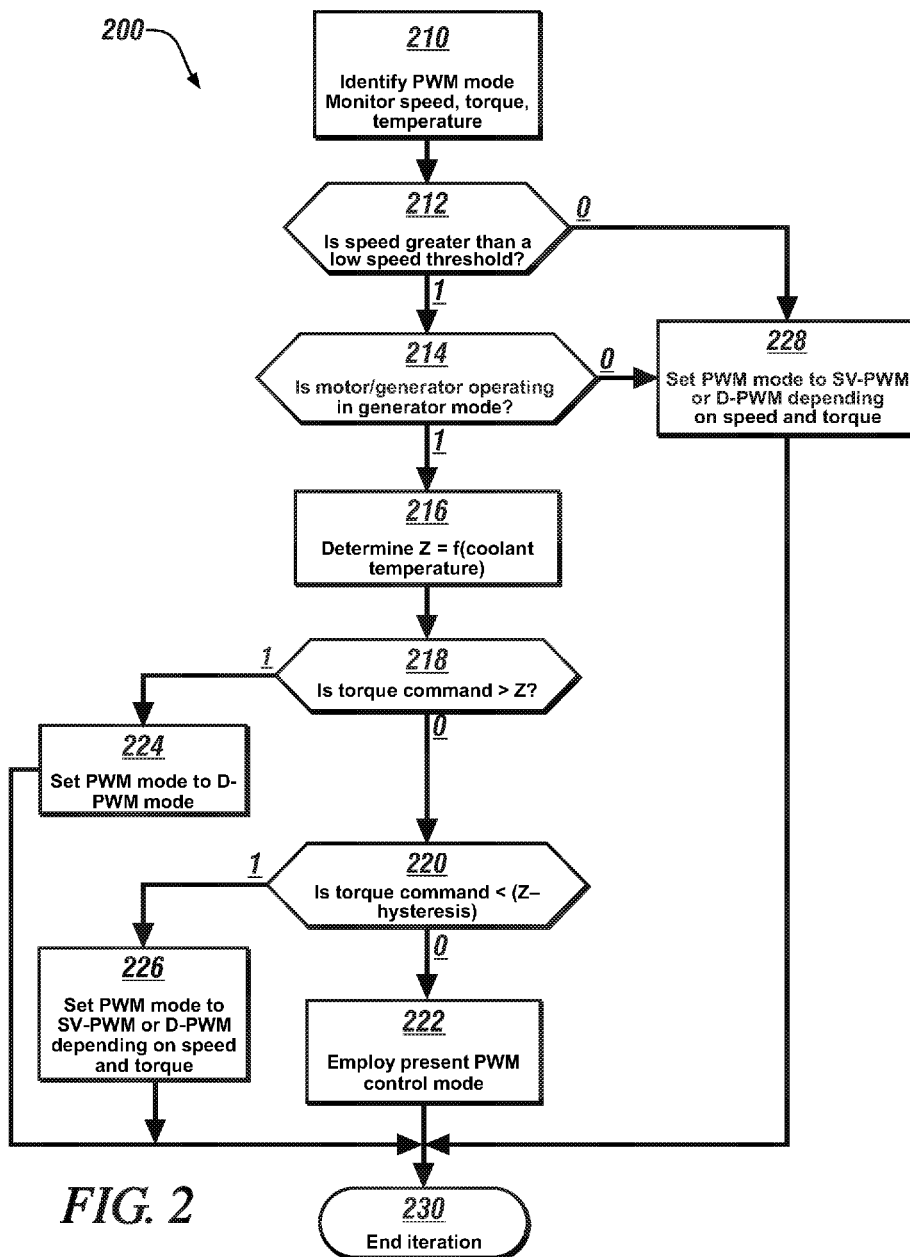 200
210
Identify PWM mode
Monitor speed, torque,
temperature
212
Is speed greater than a
low speed threshold?
0
1
214
Is motor/generator operating
in generator mode?
0
1
228
Set PWM mode to SV-PWM
or D-PWM depending
on speed and torque
216
Determine Z = f(coolant
temperature)
218
Is torque command > Z?
1
0
224
Set PWM mode to D-
PWM mode
220
Is torque command < (Z–
hysteresis)
1
0
226
Set PWM mode to
SV-PWM or D-PWM
depending on speed
and torque
222
Employ present PWM
control mode
230
End iteration
FIG. 2